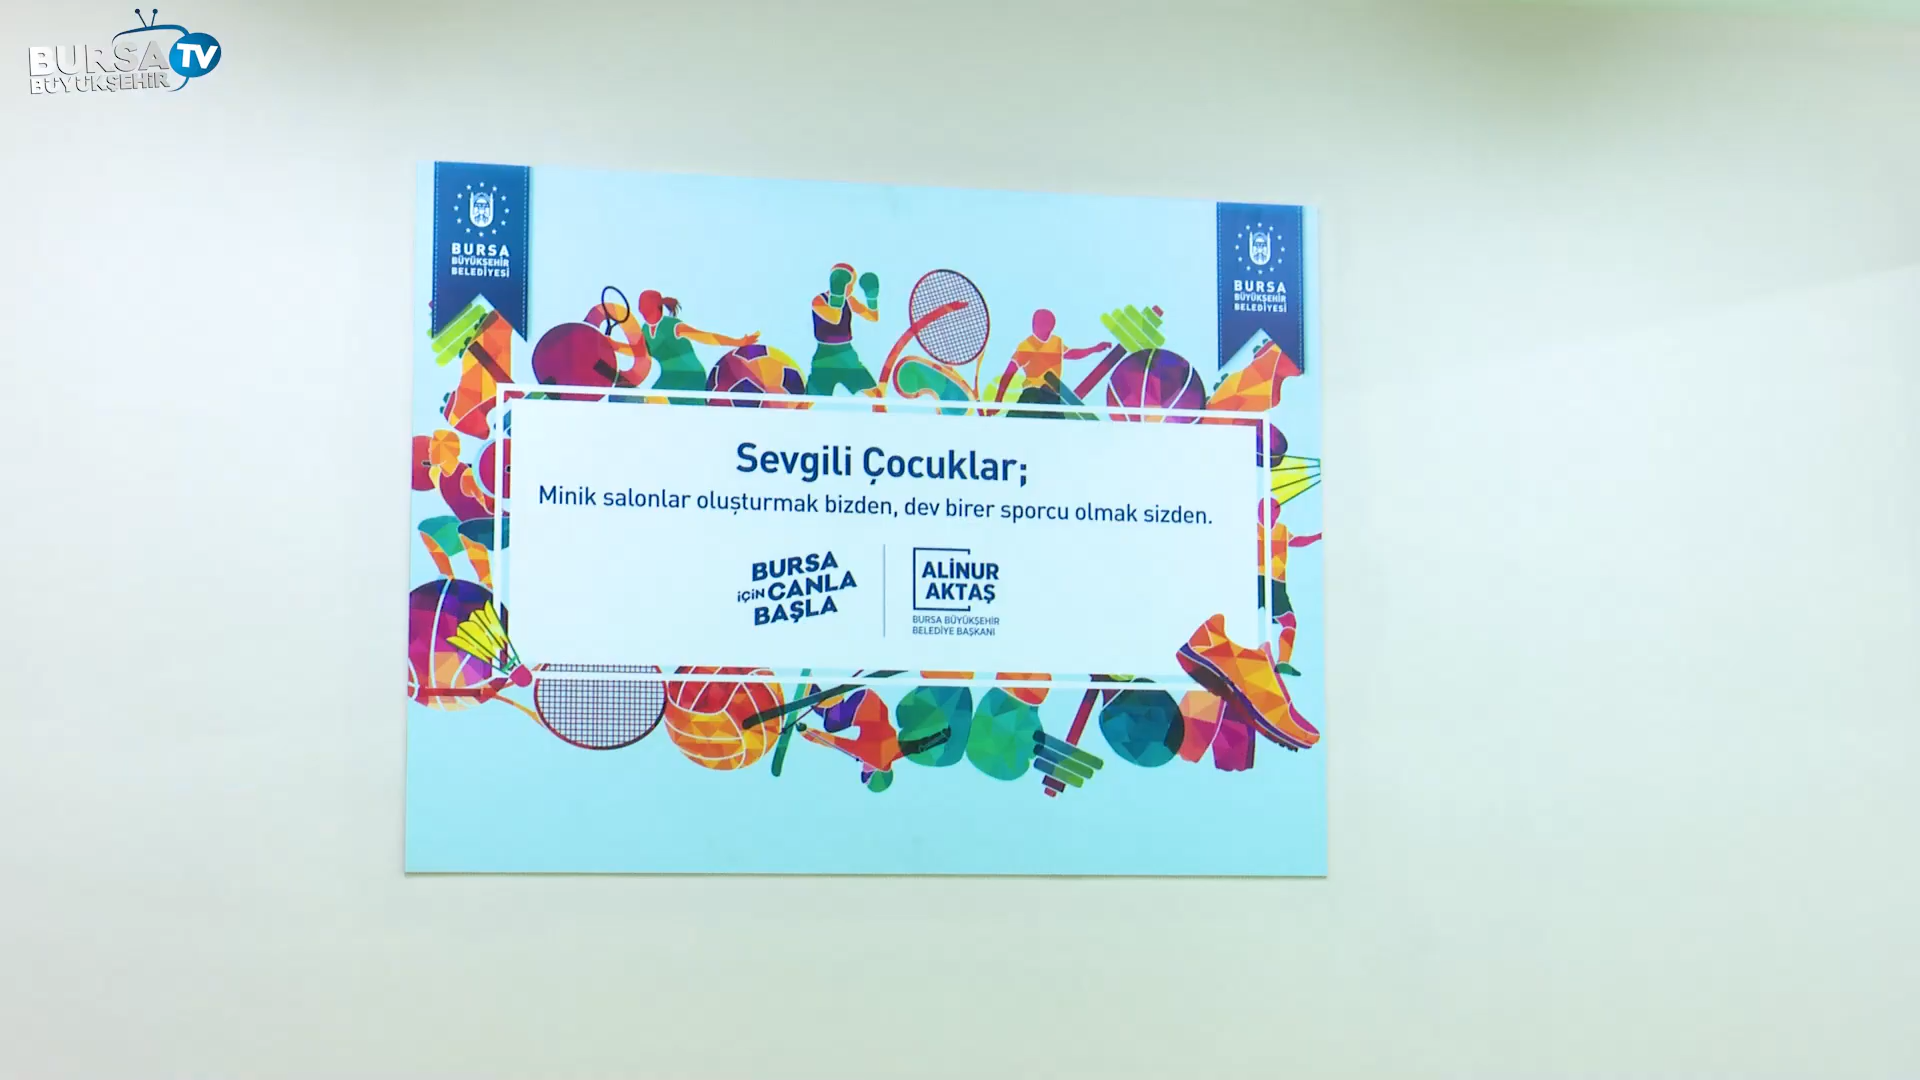 BURSA TV
BÜYÜKŞEHİR
BURSA
BÜYÜKŞEHİR
BELEDİYESİ
BURSA
BÜYÜKŞEHİR
BELEDİYESİ
Sevgili Çocuklar;
Minik salonlar oluşturmak bizden, dev birer sporcu olmak sizden.
BURSA
İÇİN CANLA
BAŞLA
ALİNUR
AKTAŞ
BURSA BÜYÜKŞEHİR
BELEDİYE BAŞKANI